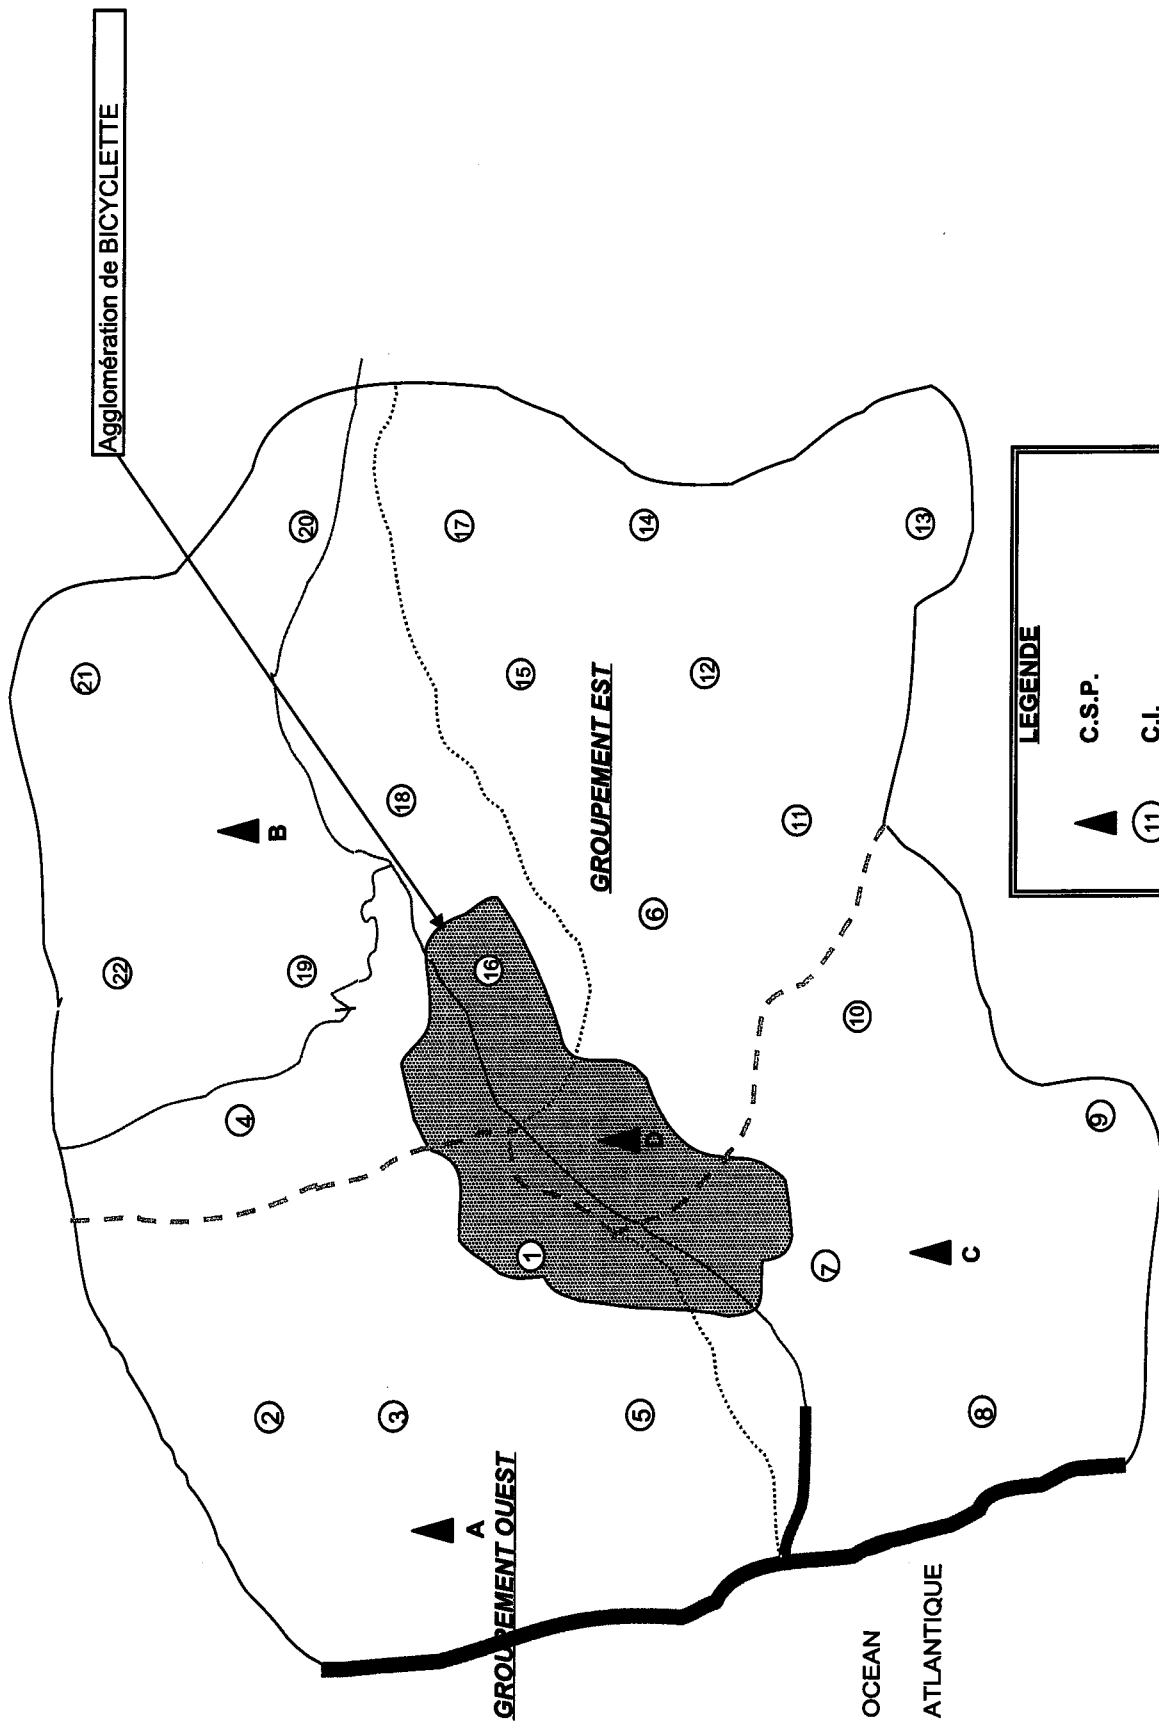 21
Agglomération de BICYCLETTE
22
4
2
B
19
20
3
18
17
A
16
GROUPEMENT OUEST
15
1
GROUPEMENT EST
5
14
D
6
12
11
7
10
OCEAN
13
ATLANTIQUE
C
8
9
LEGENDE
C.S.P.
11 C.I.